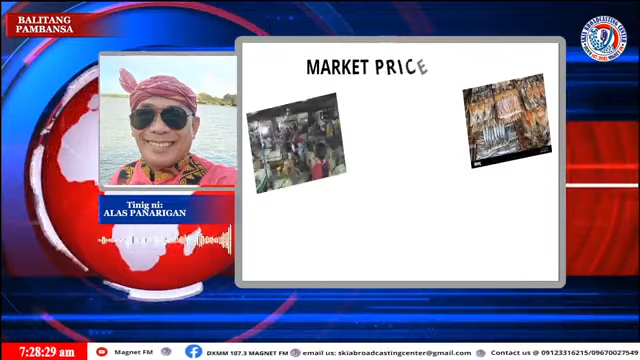 BALITANG
PAMBANSA
MARKET PRICE
Tinig ni:
ALAS PANARIGAN
7:28:29 am
Magnet FM
DXMM 107.3 MAGNET FM
email us: skiabroadcastingcenter@gmail.com
Contact us @ 09123316215/09670029549